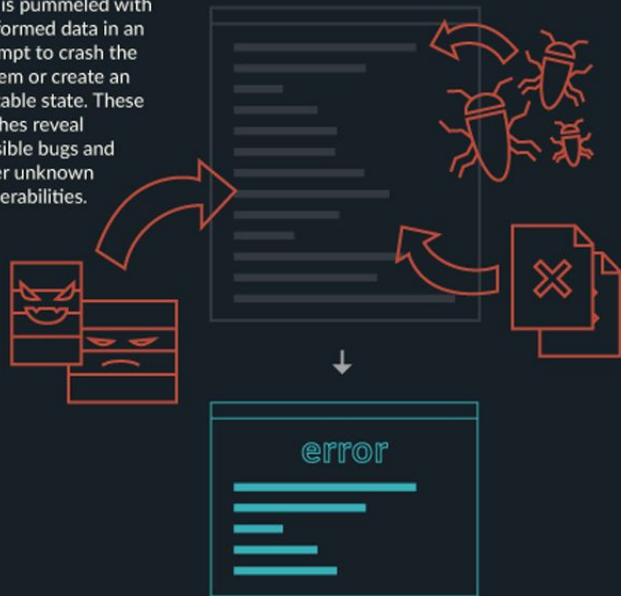 is pummeled with
formed data in an
mpt to crash the
em or create an
table state. These
hes reveal
sible bugs and
er unknown
erabilities.
error